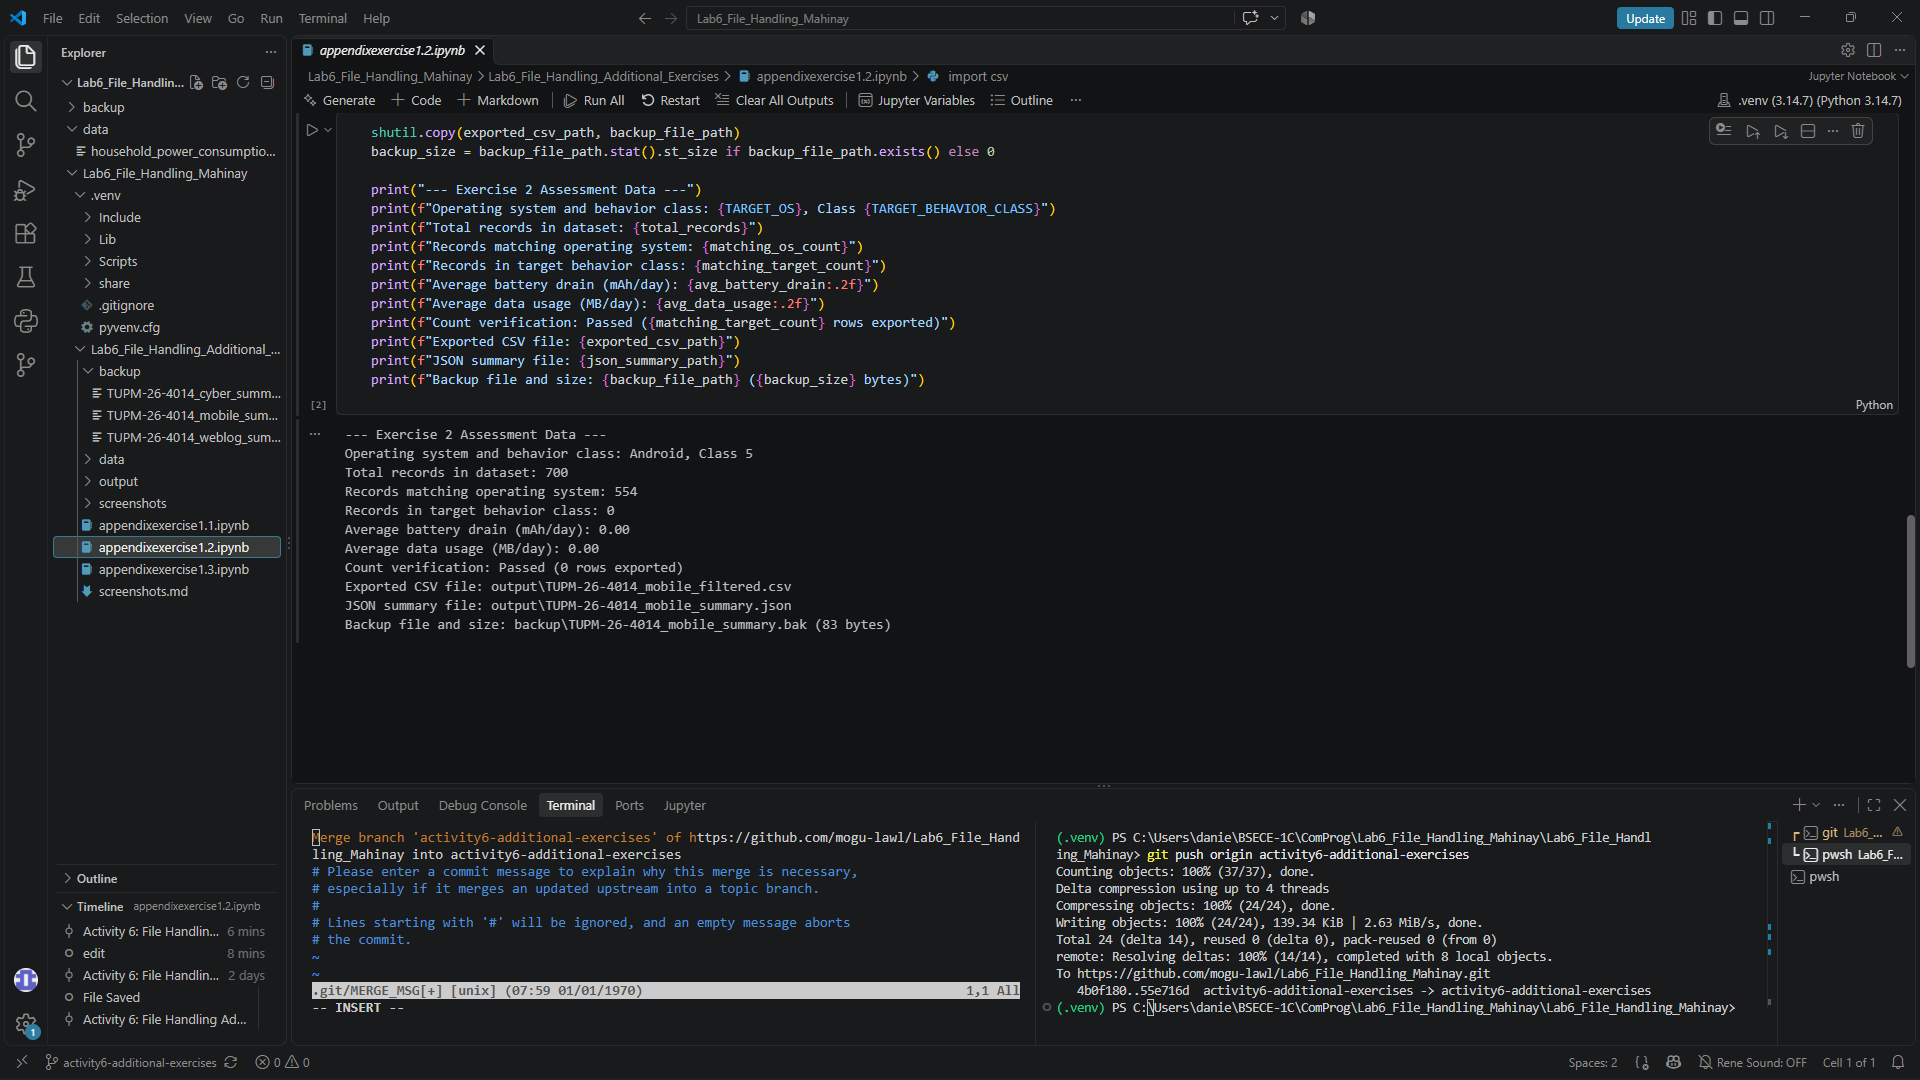 File Edit Selection View Go Run Terminal Help
Lab6_File_Handling_Mahinay
Update
Explorer
Lab6_File_Handlin...
backup
data
household_power_consumptio...
Lab6_File_Handling_Mahinay
.venv
Include
Lib
Scripts
share
.gitignore
pyvenv.cfg
Lab6_File_Handling_Additional_...
backup
TUPM-26-4014_cyber_summ...
TUPM-26-4014_mobile_sum...
TUPM-26-4014_weblog_sum...
data
output
screenshots
appendixexercise1.1.ipynb
appendixexercise1.2.ipynb
appendixexercise1.3.ipynb
screenshots.md
Outline
Timeline appendixexercise1.2.ipynb
Activity 6: File Handlin... 6 mins
edit 8 mins
Activity 6: File Handlin... 2 days
File Saved
Activity 6: File Handling Ad...
1
appendixexercise1.2.ipynb
Lab6_File_Handling_Mahinay > Lab6_File_Handling_Additional_Exercises > appendixexercise1.2.ipynb > import csv
Jupyter Notebook
Generate + Code + Markdown Run All Restart Clear All Outputs Jupyter Variables Outline ...
.venv (3.14.7) (Python 3.14.7)
shutil.copy(exported_csv_path, backup_file_path)
backup_size = backup_file_path.stat().st_size if backup_file_path.exists() else 0
print("--- Exercise 2 Assessment Data ---")
print(f"Operating system and behavior class: {TARGET_OS}, Class {TARGET_BEHAVIOR_CLASS}")
print(f"Total records in dataset: {total_records}")
print(f"Records matching operating system: {matching_os_count}")
print(f"Records in target behavior class: {matching_target_count}")
print(f"Average battery drain (mAh/day): {avg_battery_drain:.2f}")
print(f"Average data usage (MB/day): {avg_data_usage:.2f}")
print(f"Count verification: Passed ({matching_target_count} rows exported)")
print(f"Exported CSV file: {exported_csv_path}")
print(f"JSON summary file: {json_summary_path}")
print(f"Backup file and size: {backup_file_path} ({backup_size} bytes)")
[2]
Python
--- Exercise 2 Assessment Data ---
Operating system and behavior class: Android, Class 5
Total records in dataset: 700
Records matching operating system: 554
Records in target behavior class: 0
Average battery drain (mAh/day): 0.00
Average data usage (MB/day): 0.00
Count verification: Passed (0 rows exported)
Exported CSV file: output\TUPM-26-4014_mobile_filtered.csv
JSON summary file: output\TUPM-26-4014_mobile_summary.json
Backup file and size: backup\TUPM-26-4014_mobile_summary.bak (83 bytes)
Problems Output Debug Console Terminal Ports Jupyter
Merge branch 'activity6-additional-exercises' of https://github.com/mogu-lawl/Lab6_File_Hand
ling_Mahinay into activity6-additional-exercises
# Please enter a commit message to explain why this merge is necessary,
# especially if it merges an updated upstream into a topic branch.
#
# Lines starting with '#' will be ignored, and an empty message aborts
# the commit.
~
~
.git/MERGE_MSG[+] [unix] (07:59 01/01/1970) 1,1 All
-- INSERT --
(.venv) PS C:\Users\danie\BSECE-1C\ComProg\Lab6_File_Handling_Mahinay\Lab6_File_Handl
ing_Mahinay> git push origin activity6-additional-exercises
Counting objects: 100% (37/37), done.
Delta compression using up to 4 threads
Compressing objects: 100% (24/24), done.
Writing objects: 100% (24/24), 139.34 KiB | 2.63 MiB/s, done.
Total 24 (delta 14), reused 0 (delta 0), pack-reused 0 (from 0)
remote: Resolving deltas: 100% (14/14), completed with 8 local objects.
To https://github.com/mogu-lawl/Lab6_File_Handling_Mahinay.git
4b0f180..55e716d activity6-additional-exercises -> activity6-additional-exercises
(.venv) PS C:\Users\danie\BSECE-1C\ComProg\Lab6_File_Handling_Mahinay\Lab6_File_Handling_Mahinay>
git Lab6_...
pwsh Lab6_F...
pwsh
activity6-additional-exercises 0 0
Spaces: 2 Rene Sound: OFF Cell 1 of 1